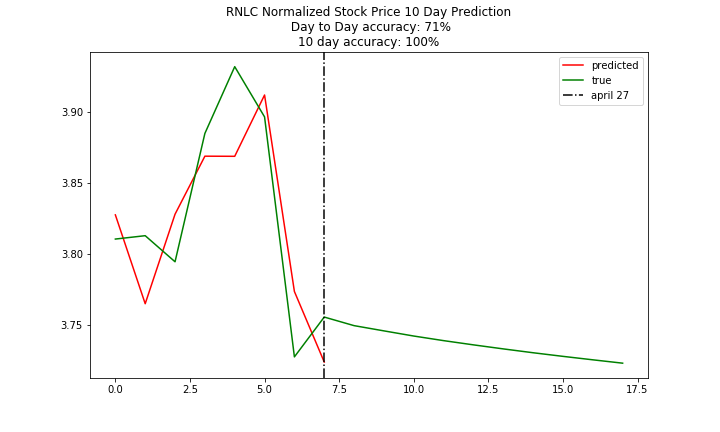 RNLC Normalized Stock Price 10 Day Prediction
Day to Day accuracy: 71%
10 day accuracy: 100%
predicted
true
april 27
3.90
3.85
3.80
3.75
0.0 2.5 5.0 7.5 10.0 12.5 15.0 17.5